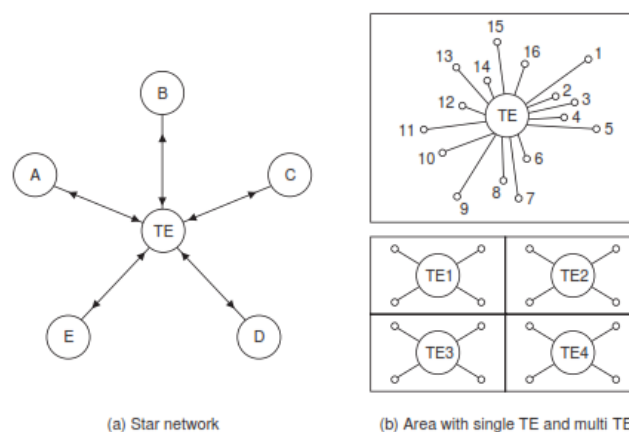 B
A
C
TE
E
D
(a) Star network
15
16
1
13
14
2
3
12
TE
4
11
5
10
6
9
8
7
TE1
TE2
TE3
TE4
(b) Area with single TE and multi TE